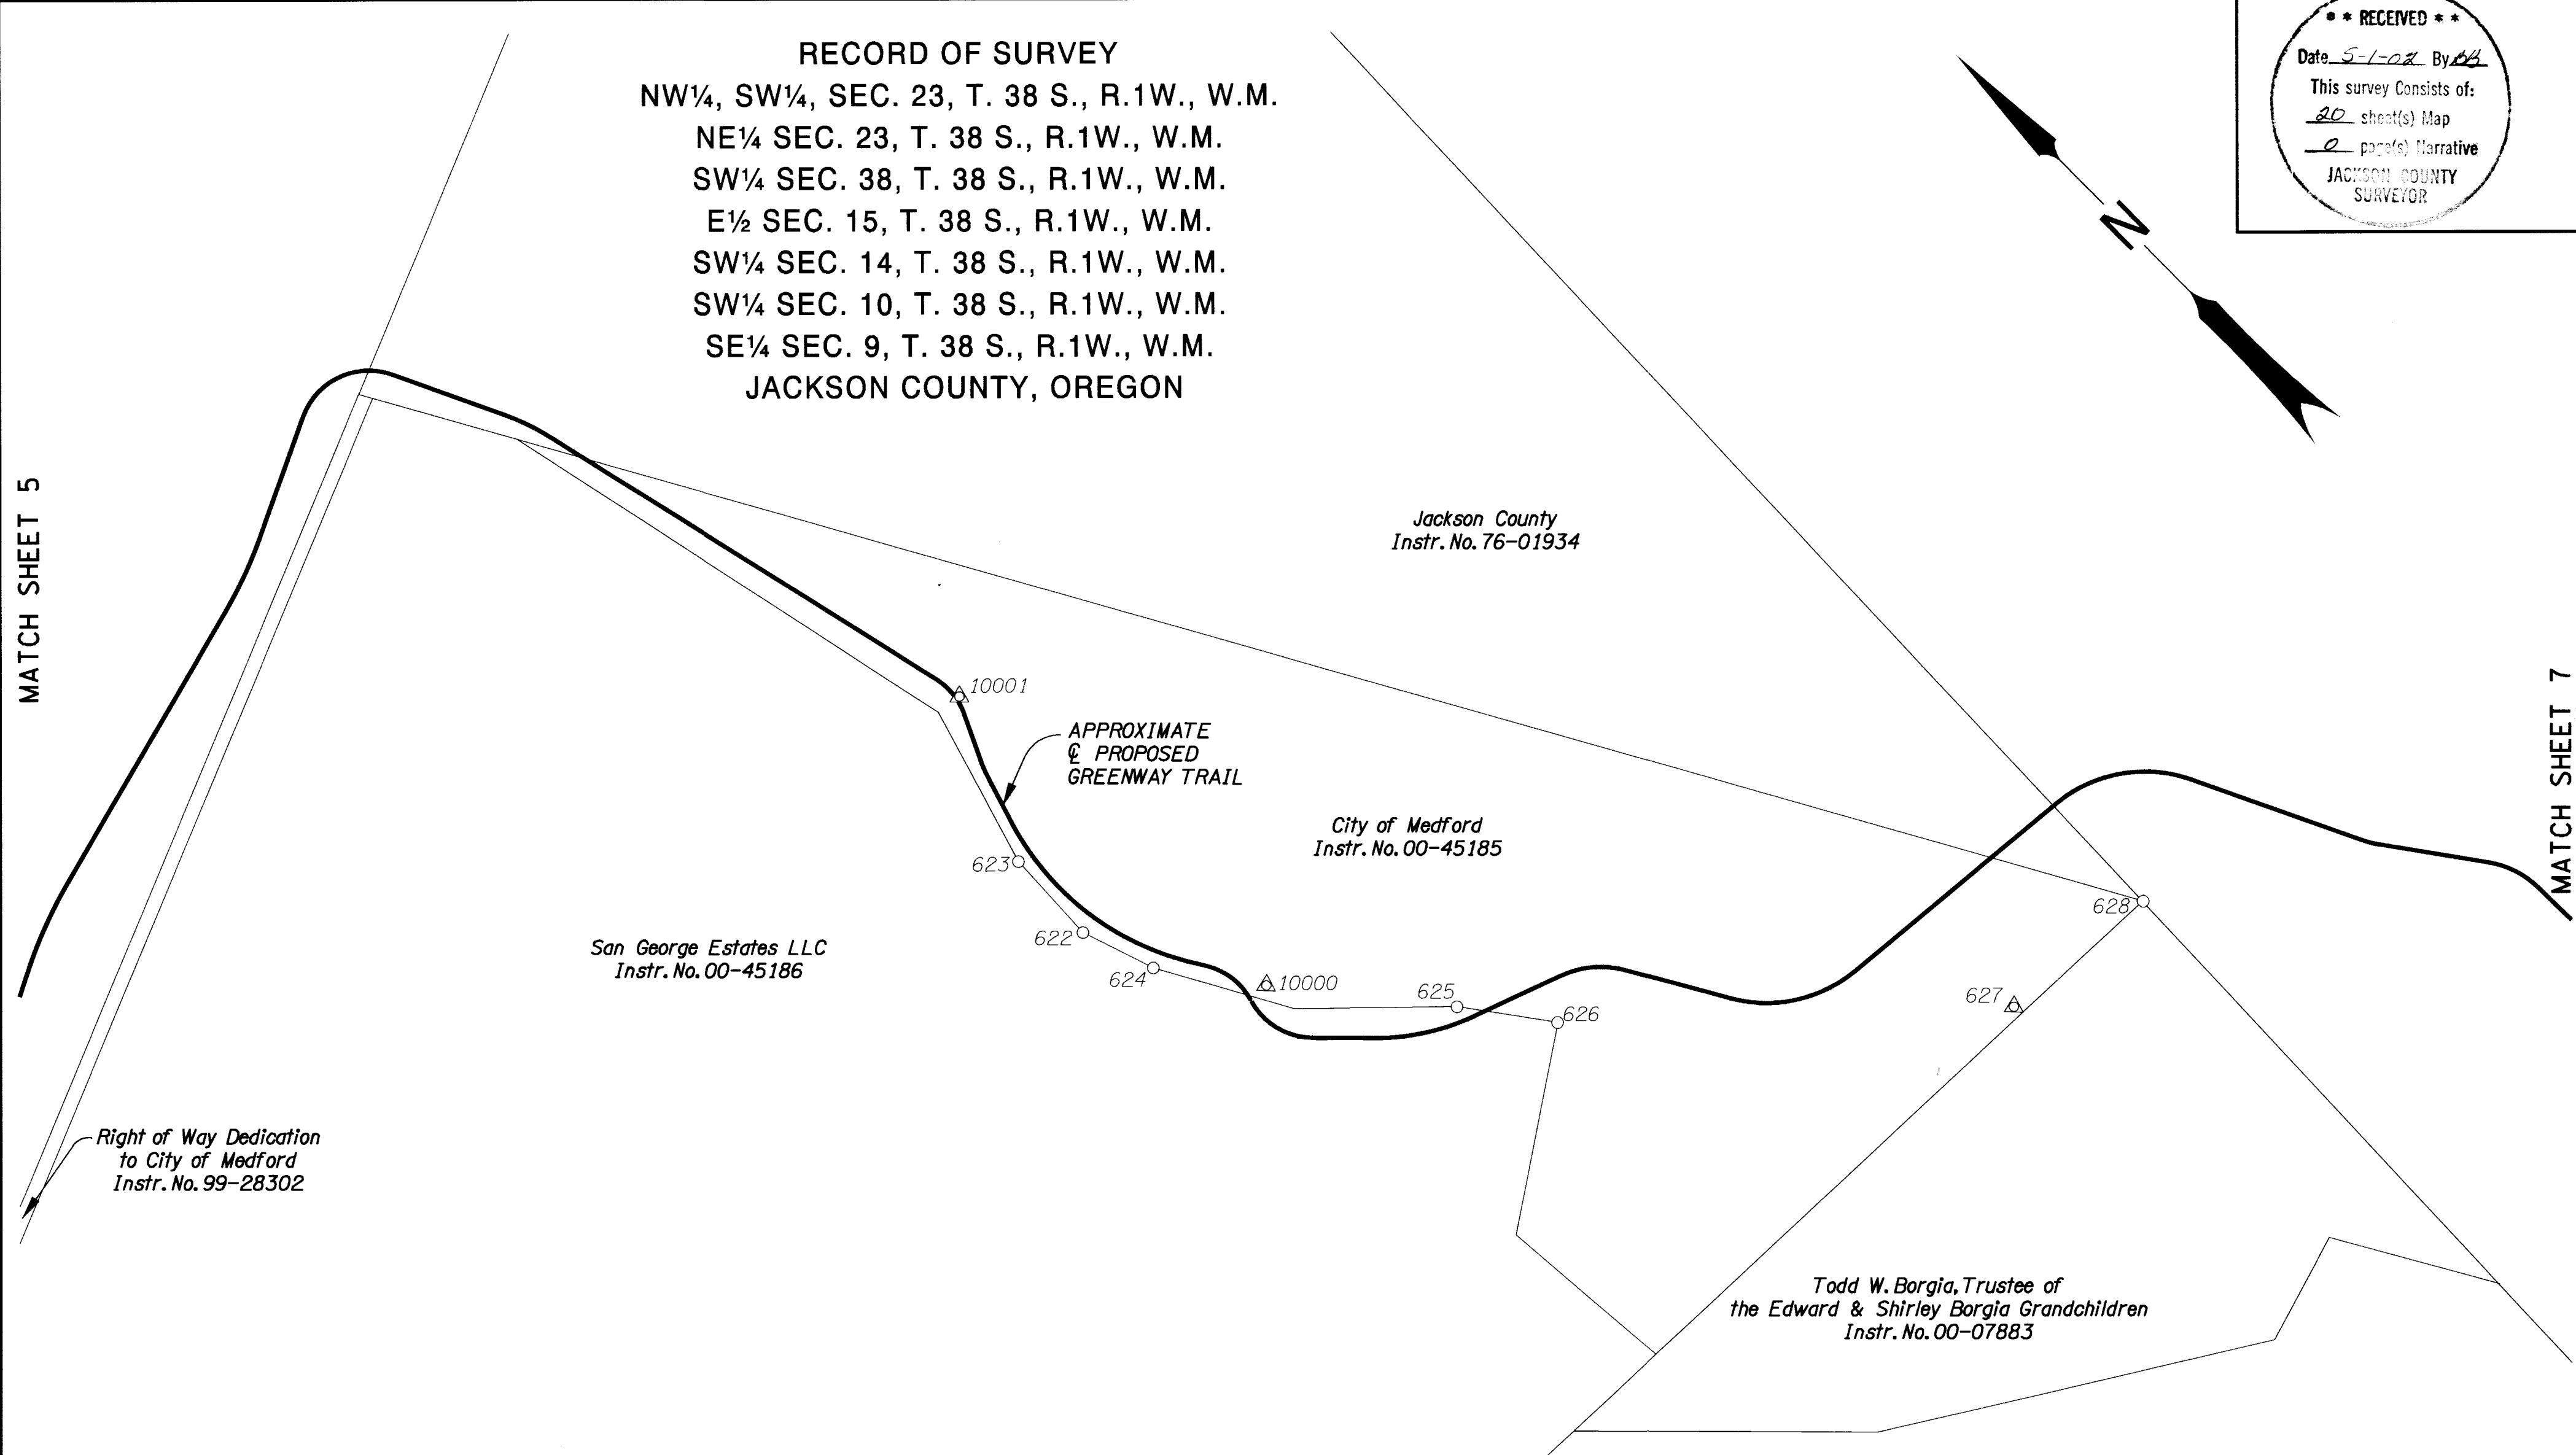 RECORD OF SURVEY
NW¼, SW¼, SEC. 23, T. 38 S., R.1W., W.M.
NE¼ SEC. 23, T. 38 S., R.1W., W.M.
SW¼ SEC. 38, T. 38 S., R.1W., W.M.
E½ SEC. 15, T. 38 S., R.1W., W.M.
SW¼ SEC. 14, T. 38 S., R.1W., W.M.
SW¼ SEC. 10, T. 38 S., R.1W., W.M.
SE¼ SEC. 9, T. 38 S., R.1W., W.M.
JACKSON COUNTY, OREGON
* * RECEIVED * *
Date 5-1-02 By
This survey Consists of:
20 sheet(s) Map
0 page(s) Narrative
JACKSON COUNTY
SURVEYOR
N
MATCH SHEET 5
Jackson County
Instr. No. 76-01934
10001
APPROXIMATE
℄ PROPOSED
GREENWAY TRAIL
City of Medford
Instr. No. 00-45185
MATCH SHEET 7
623
622
624
10000
625
626
627
628
San George Estates LLC
Instr. No. 00-45186
Right of Way Dedication
to City of Medford
Instr. No. 99-28302
Todd W. Borgia, Trustee of
the Edward & Shirley Borgia Grandchildren
Instr. No. 00-07883